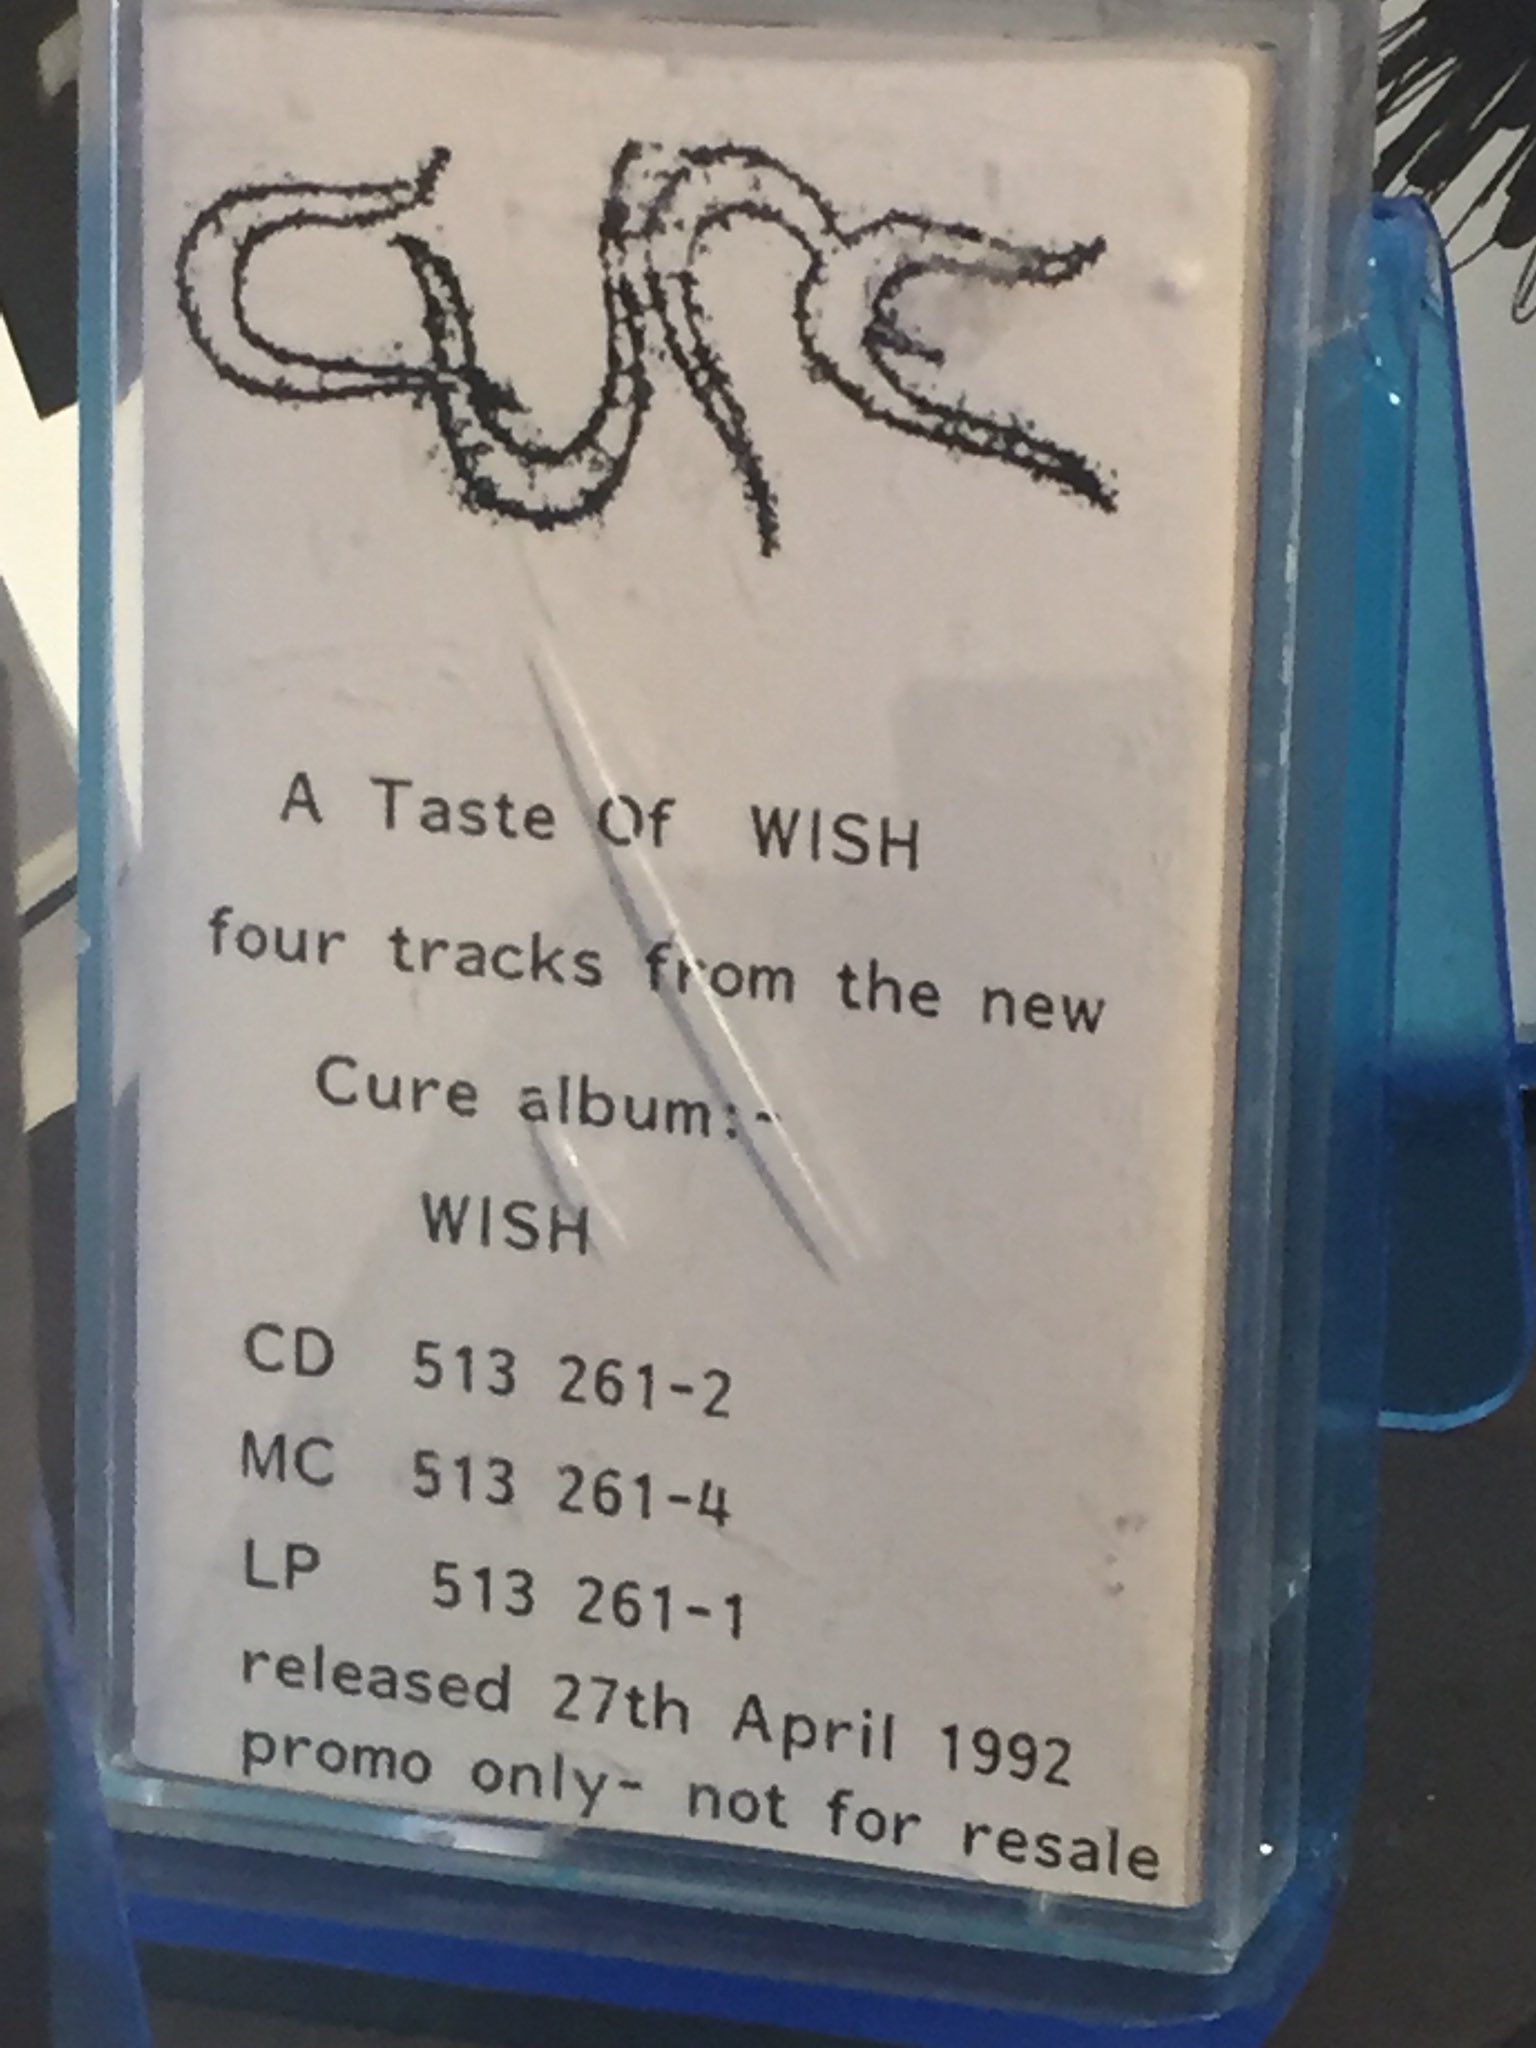 cure
A Taste Of WISH
four tracks from the new
Cure album:-
WISH
CD 513 261-2
MC 513 261-4
LP 513 261-1
released 27th April 1992
promo only- not for resale